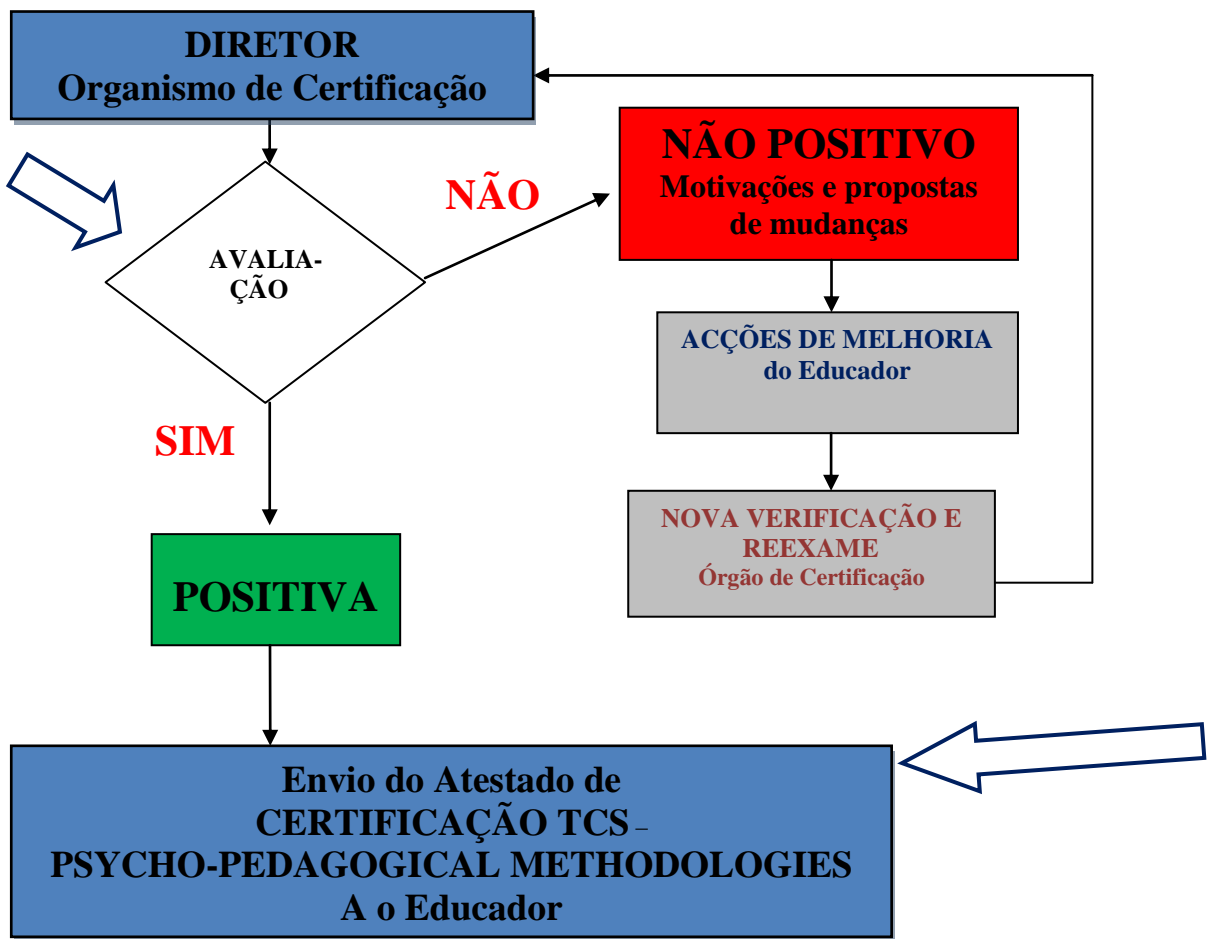 DIRETOR
Organismo de Certificação
NÃO POSITIVO
Motivações e propostas
de mudanças
NÃO
AVALIA-
ÇÃO
ACÇÕES DE MELHORIA
do Educador
SIM
NOVA VERIFICAÇÃO E
REEXAME
Órgão de Certificação
POSITIVA
Envio do Atestado de
CERTIFICAÇÃO TCS –
PSYCHO-PEDAGOGICAL METHODOLOGIES
A o Educador